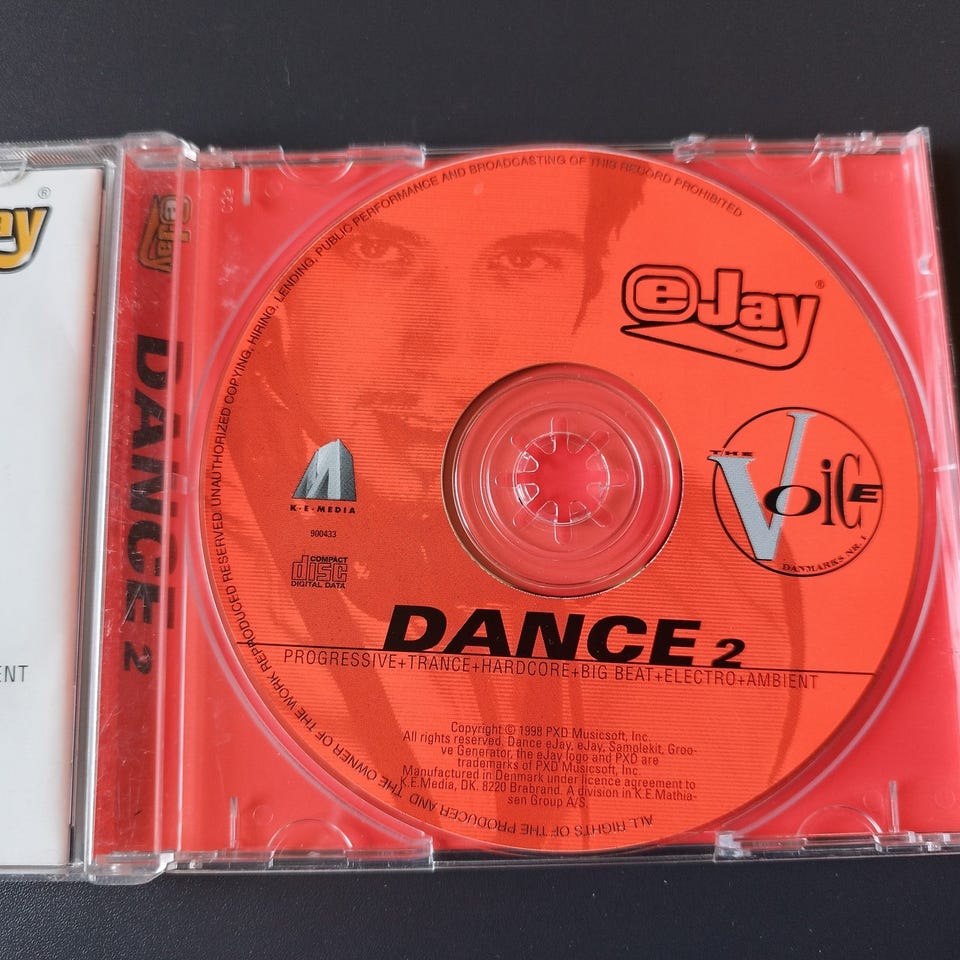 ay®
ENT
eJay
DANCE 2
C29
ALL RIGHTS OF THE PRODUCER AND THE OWNER OF THE WORK REPRODUCED RESERVED. UNAUTHORIZED COPYING, HIRING, LENDING, PUBLIC PERFORMANCE AND BROADCASTING OF THIS RECORD PROHIBITED
e-Jay®
THE
VOICE
DANMARKS NR. 1
K-E-MEDIA
900433
COMPACT
disc
DIGITAL DATA
DANCE 2
PROGRESSIVE+TRANCE+HARDCORE+BIG BEAT+ELECTRO+AMBIENT
Copyright © 1998 PXD Musicsoft, Inc.
All rights reserved. Dance eJay, eJay, Samplekit, Groo-
ve Generator, the eJay logo and PXD are
trademarks of PXD Musicsoft, Inc.
Manufactured in Denmark under licence agreement to
K.E.Media, DK. 8220 Brabrand. A division in K.E.Mathia-
sen Group A/S.